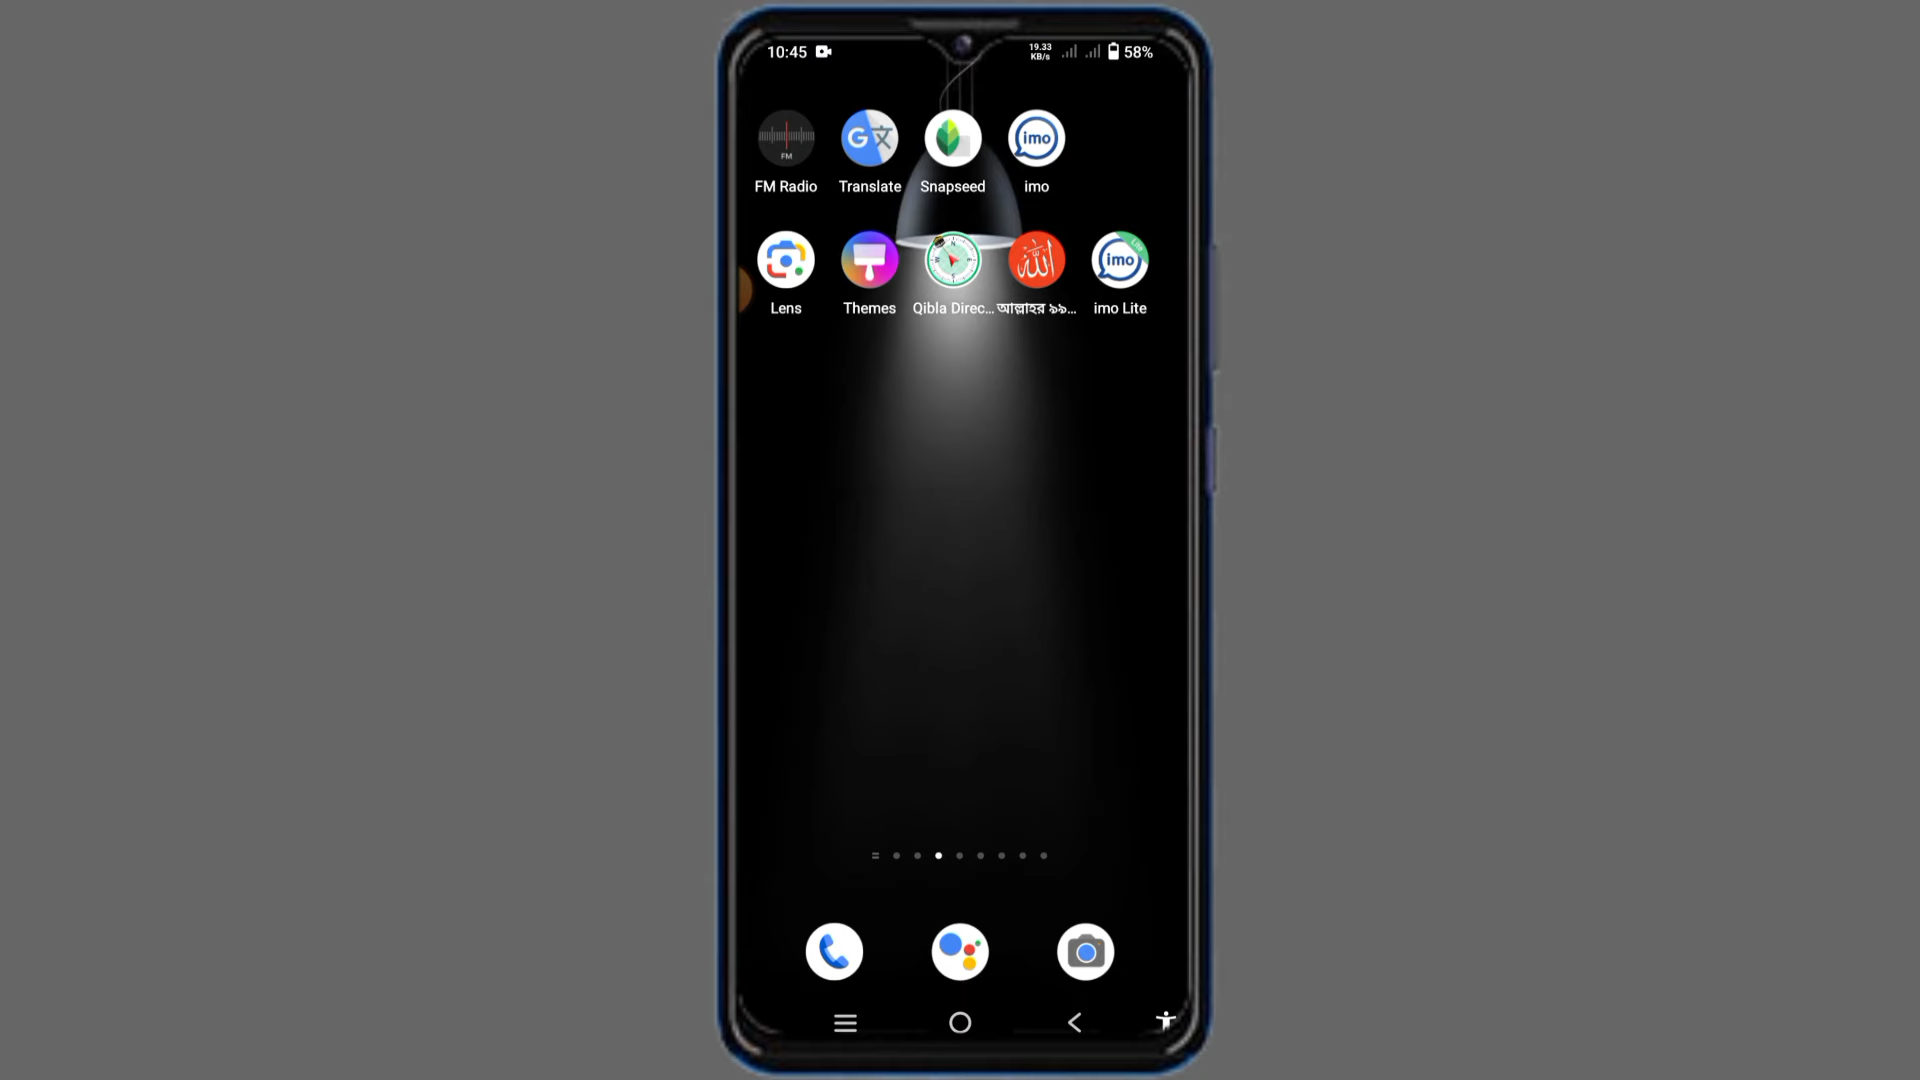 10:45 19.33 KB/s 58%
FM
imo
FM Radio Translate Snapseed imo
imo Lite
Lens Themes Qibla Direc... আল্লাহর ৯৯... imo Lite